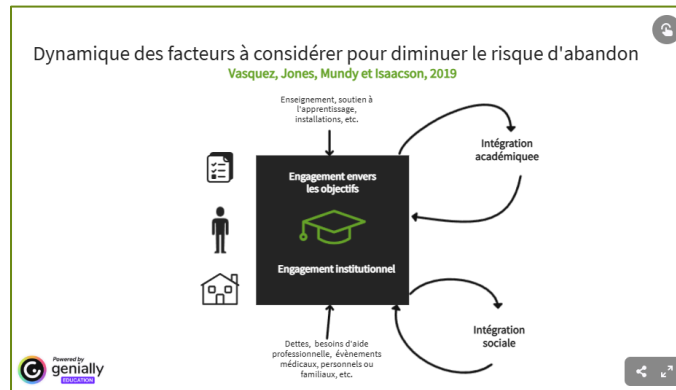 Dynamique des facteurs à considérer pour diminuer le risque d'abandon
Vasquez, Jones, Mundy et Isaacson, 2019
Enseignement, soutien à
l'apprentissage,
installations, etc.
Engagement envers
les objectifs
Engagement institutionnel
Intégration
académiquee
Intégration
sociale
Dettes, besoins d'aide
professionnelle, évènements
médicaux, personnels ou
familiaux, etc.
Powered by
genially
EDUCATION